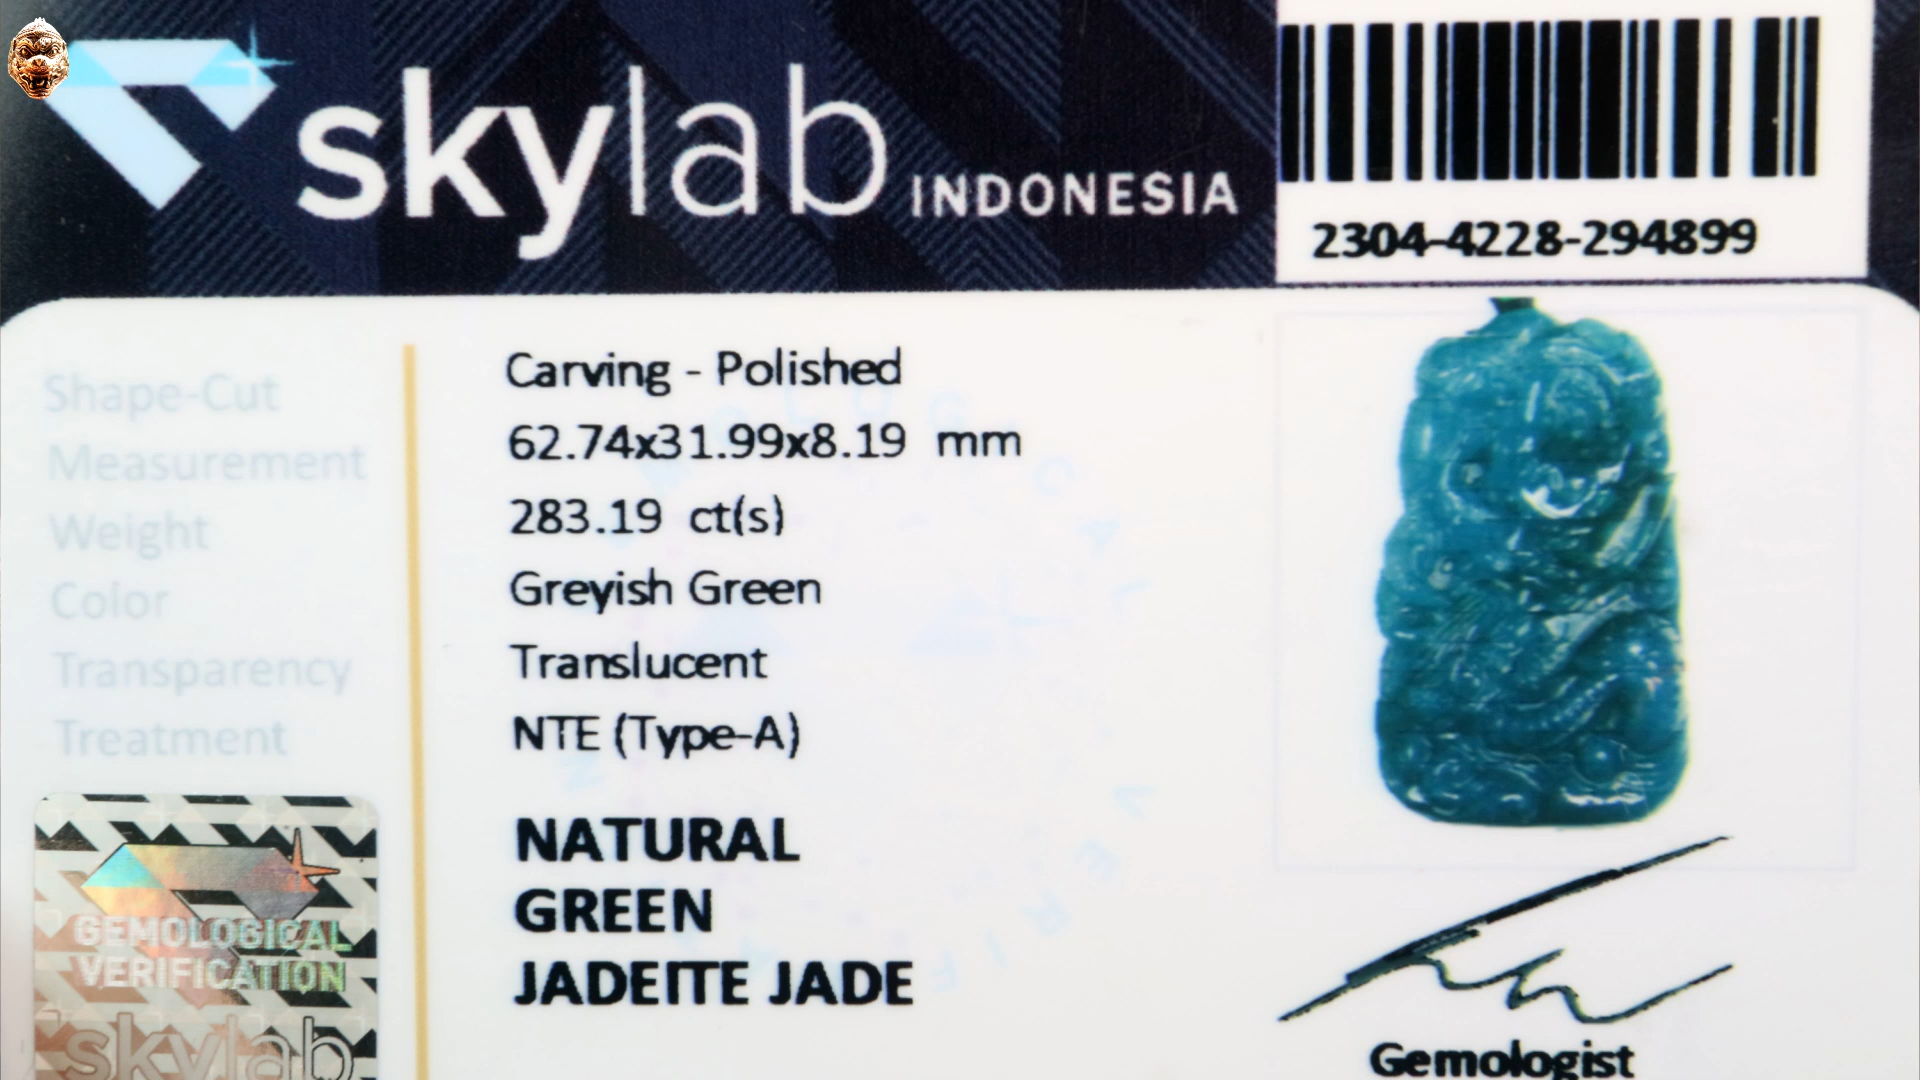 skylab INDONESIA
2304-4228-294899
Shape-Cut Carving - Polished
Measurement 62.74x31.99x8.19 mm
Weight 283.19 ct(s)
Color Greyish Green
Transparency Translucent
Treatment NTE (Type-A)
NATURAL
GREEN
JADEITE JADE
GEMOLOGICAL
VERIFICATION
skylab
Gemologist